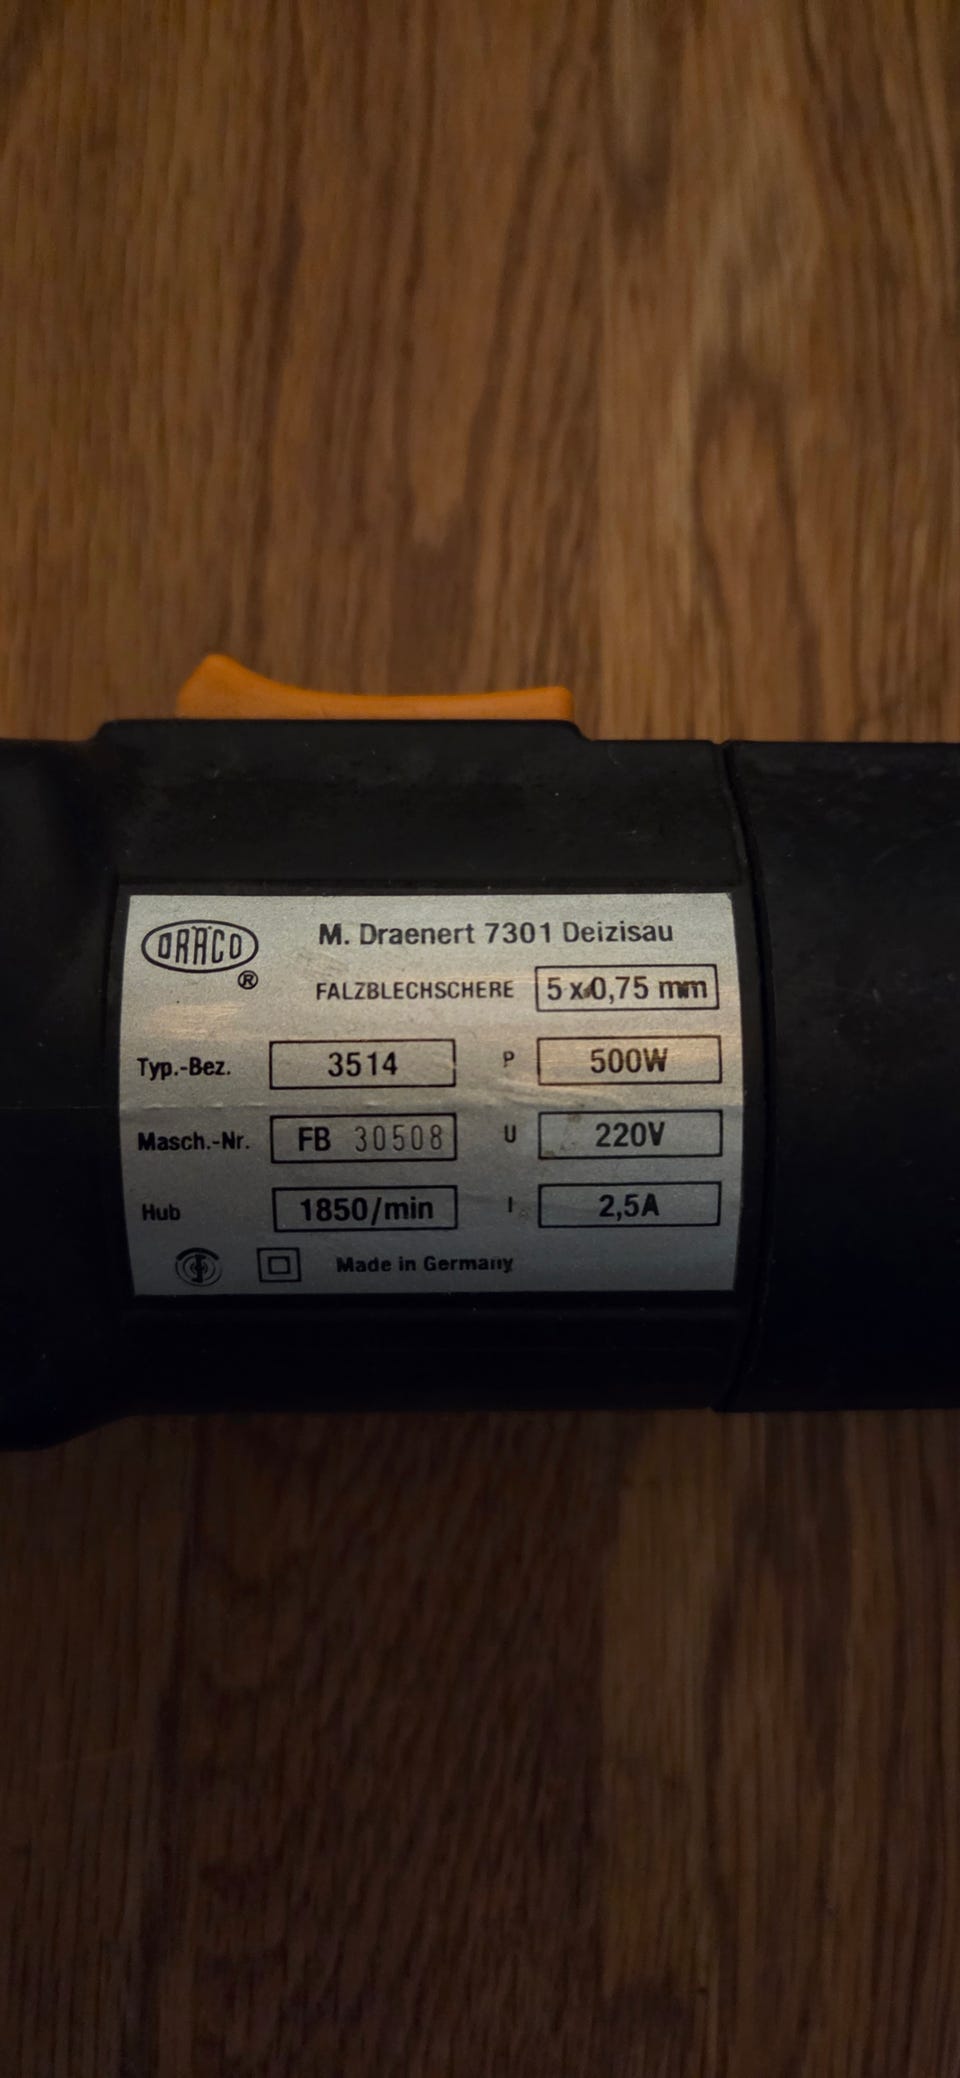 DRACO
®
M. Draenert 7301 Deizisau
FALZBLECHSCHERE 5 x 0,75 mm
Typ.-Bez. 3514 P 500W
Masch.-Nr. FB 30508 U 220V
Hub 1850/min I 2,5A
Made in Germany